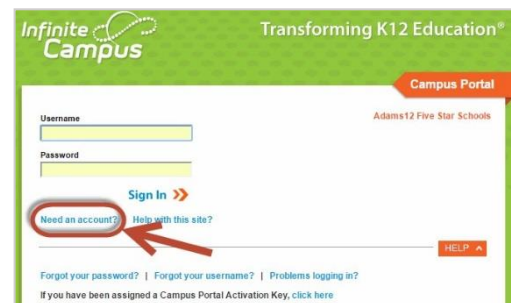 Infinite Campus
Transforming K12 Education®
Campus Portal
Username
Adams12 Five Star Schools
Password
Sign In
Need an account? Help with this site?
HELP
Forgot your password? | Forgot your username? | Problems logging in?
If you have been assigned a Campus Portal Activation Key, click here